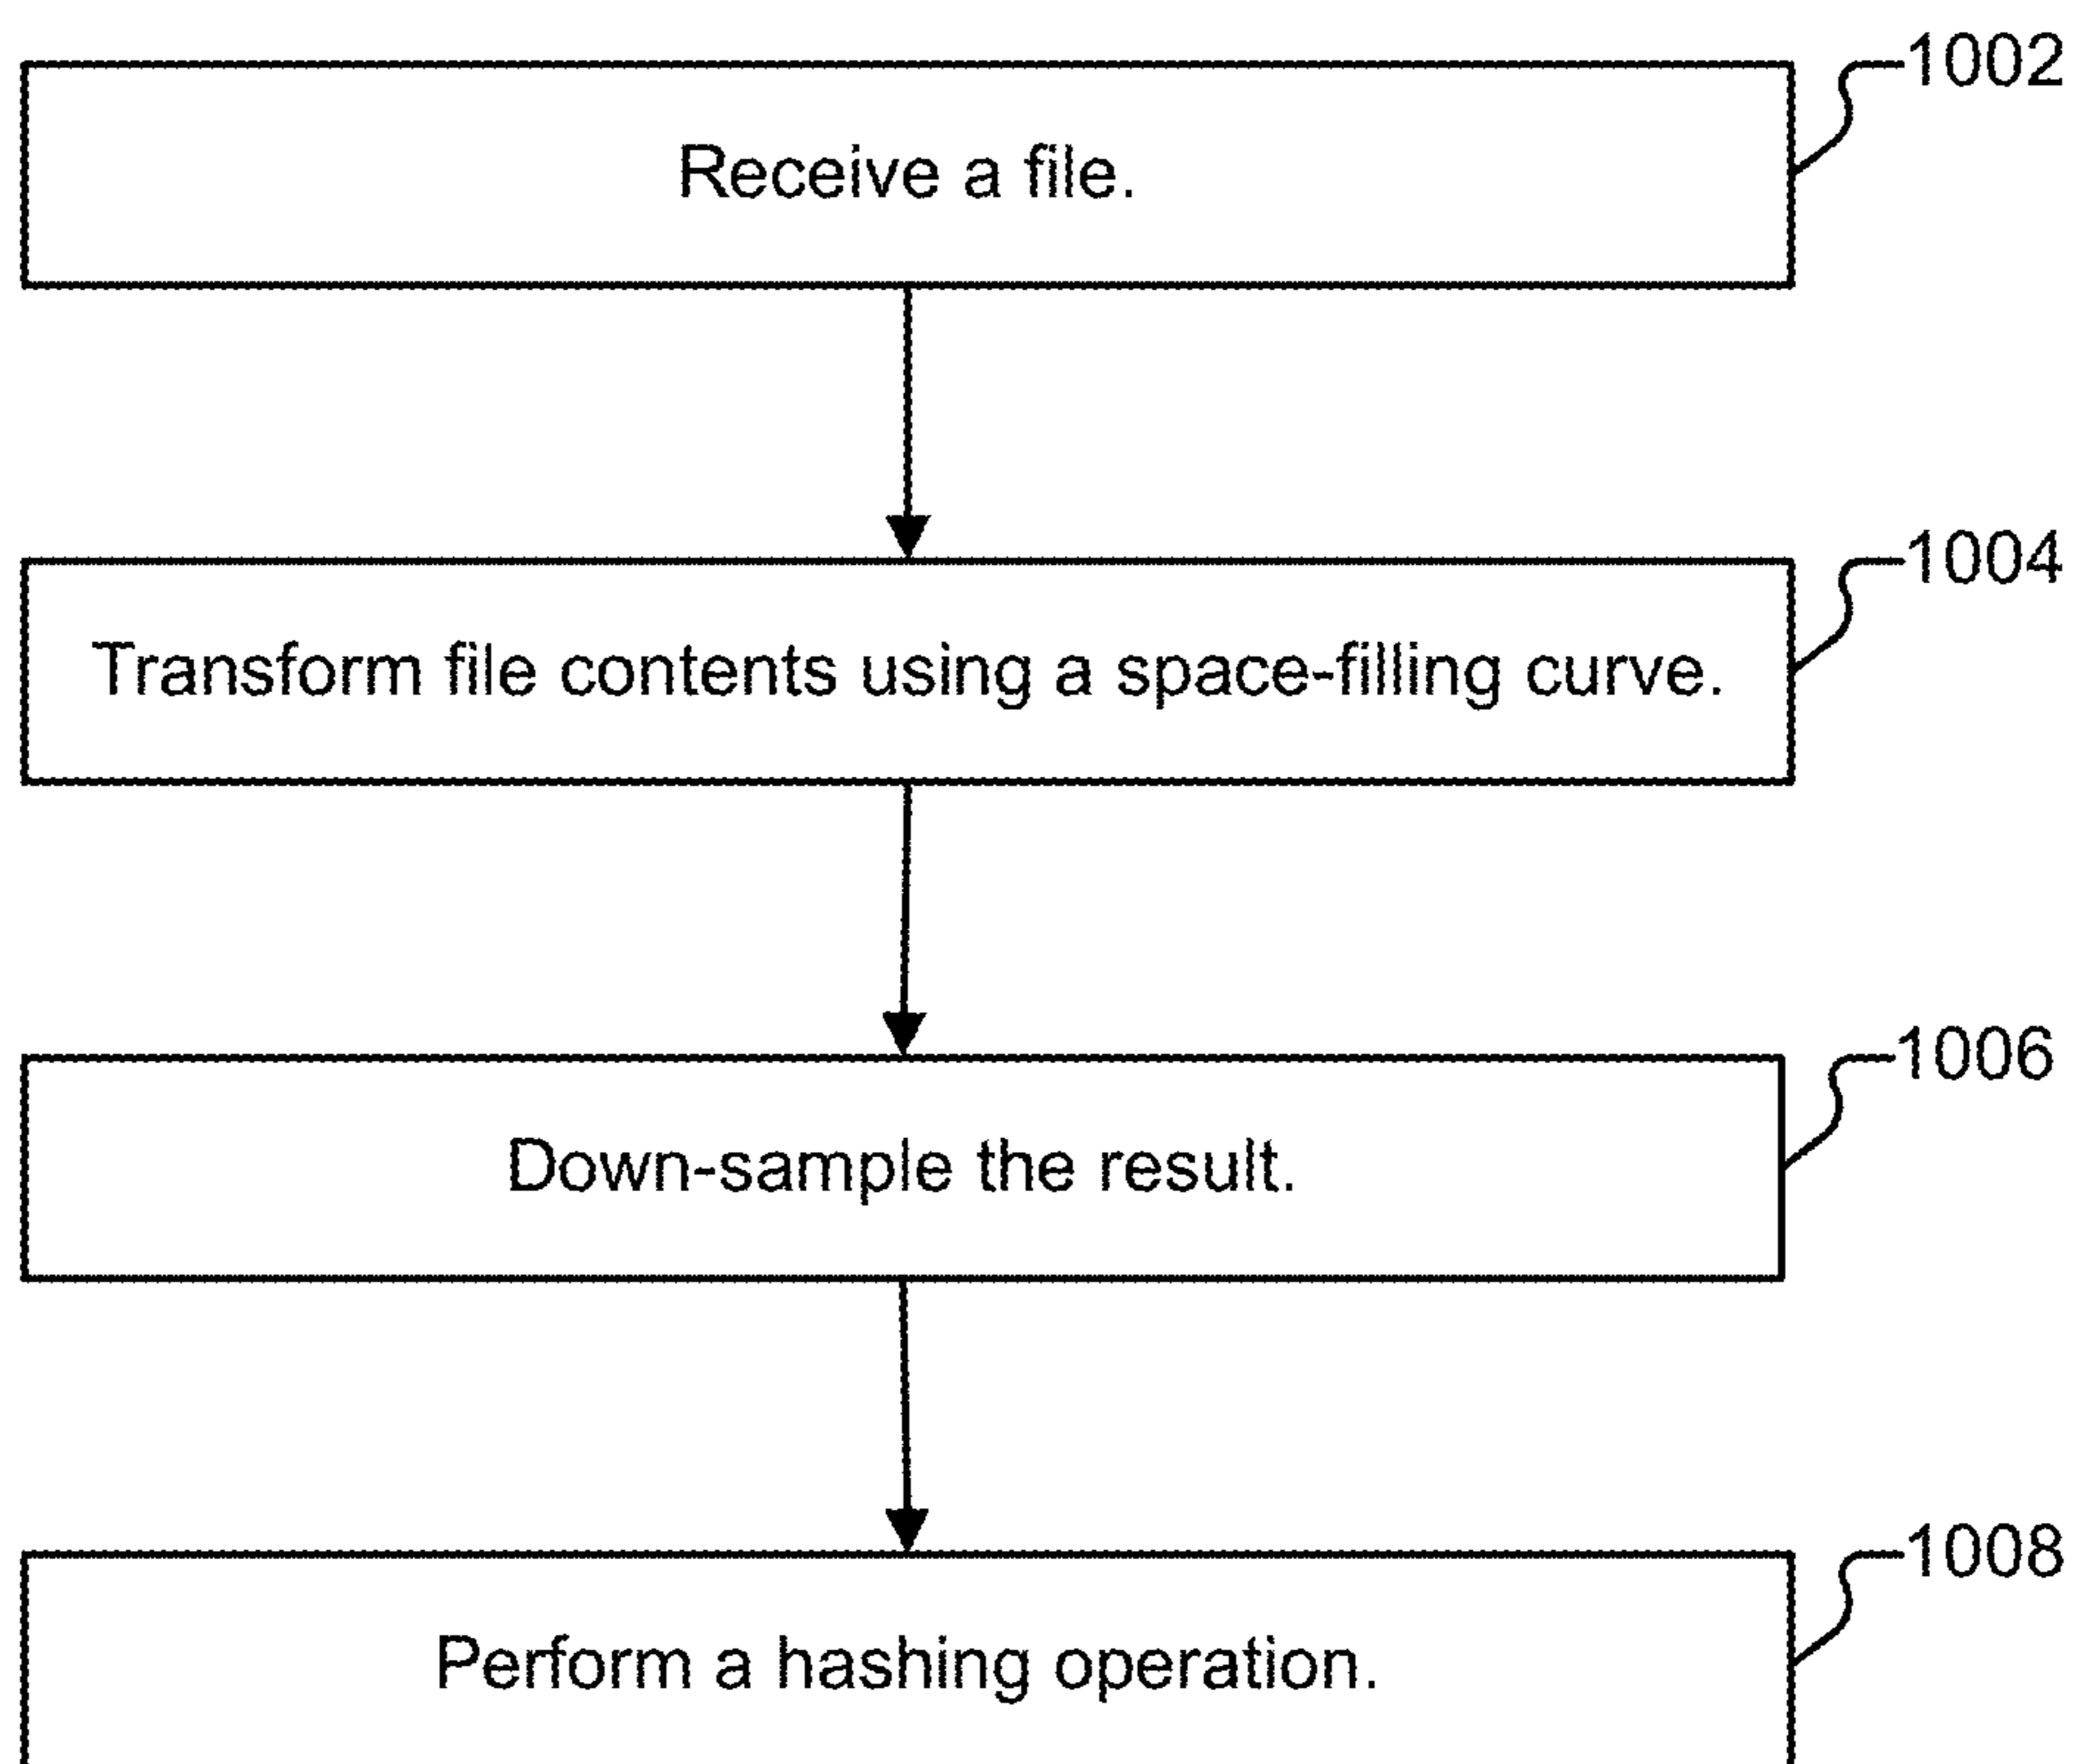 1002
Receive a file.
1004
Transform file contents using a space-filling curve.
1006
Down-sample the result.
1008
Perform a hashing operation.